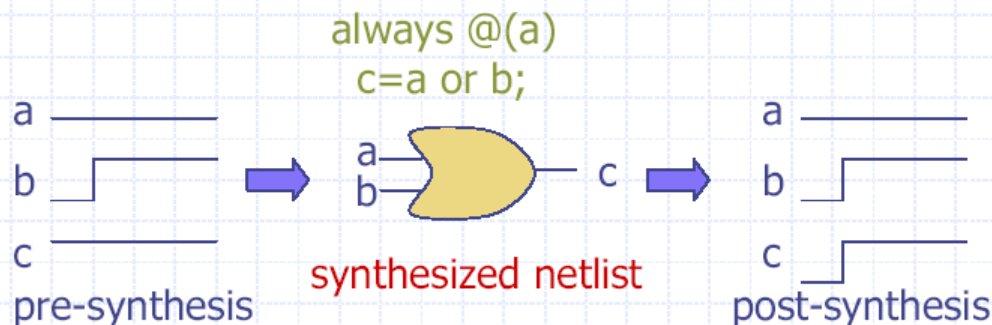 always @(a)
c=a or b;
a
b
c
pre-synthesis
a
b
c
synthesized netlist
a
b
c
post-synthesis